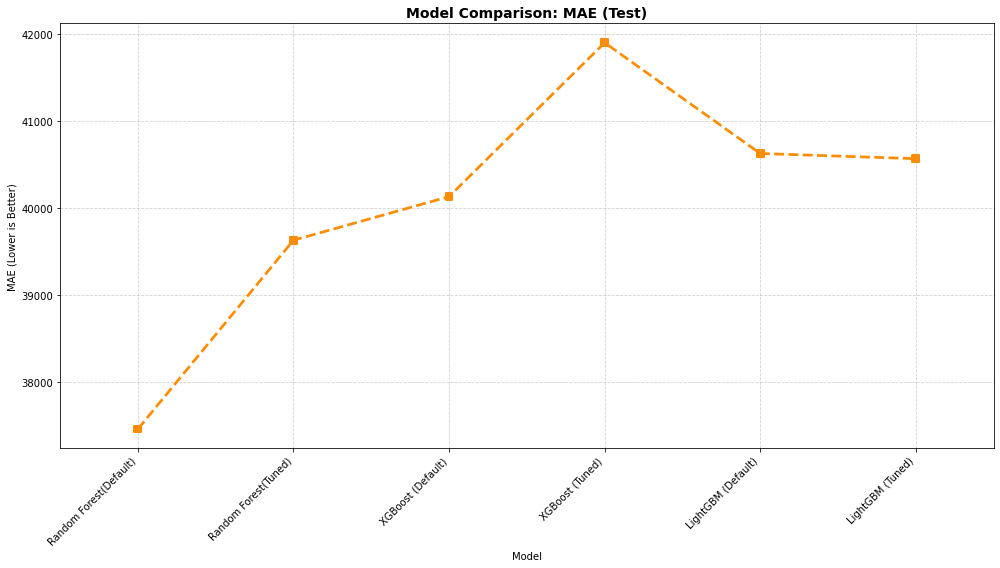 Model Comparison: MAE (Test)
MAE (Lower is Better)
42000
41000
40000
39000
38000
Random Forest(Default)
Random Forest(Tuned)
XGBoost (Default)
XGBoost (Tuned)
LightGBM (Default)
LightGBM (Tuned)
Model